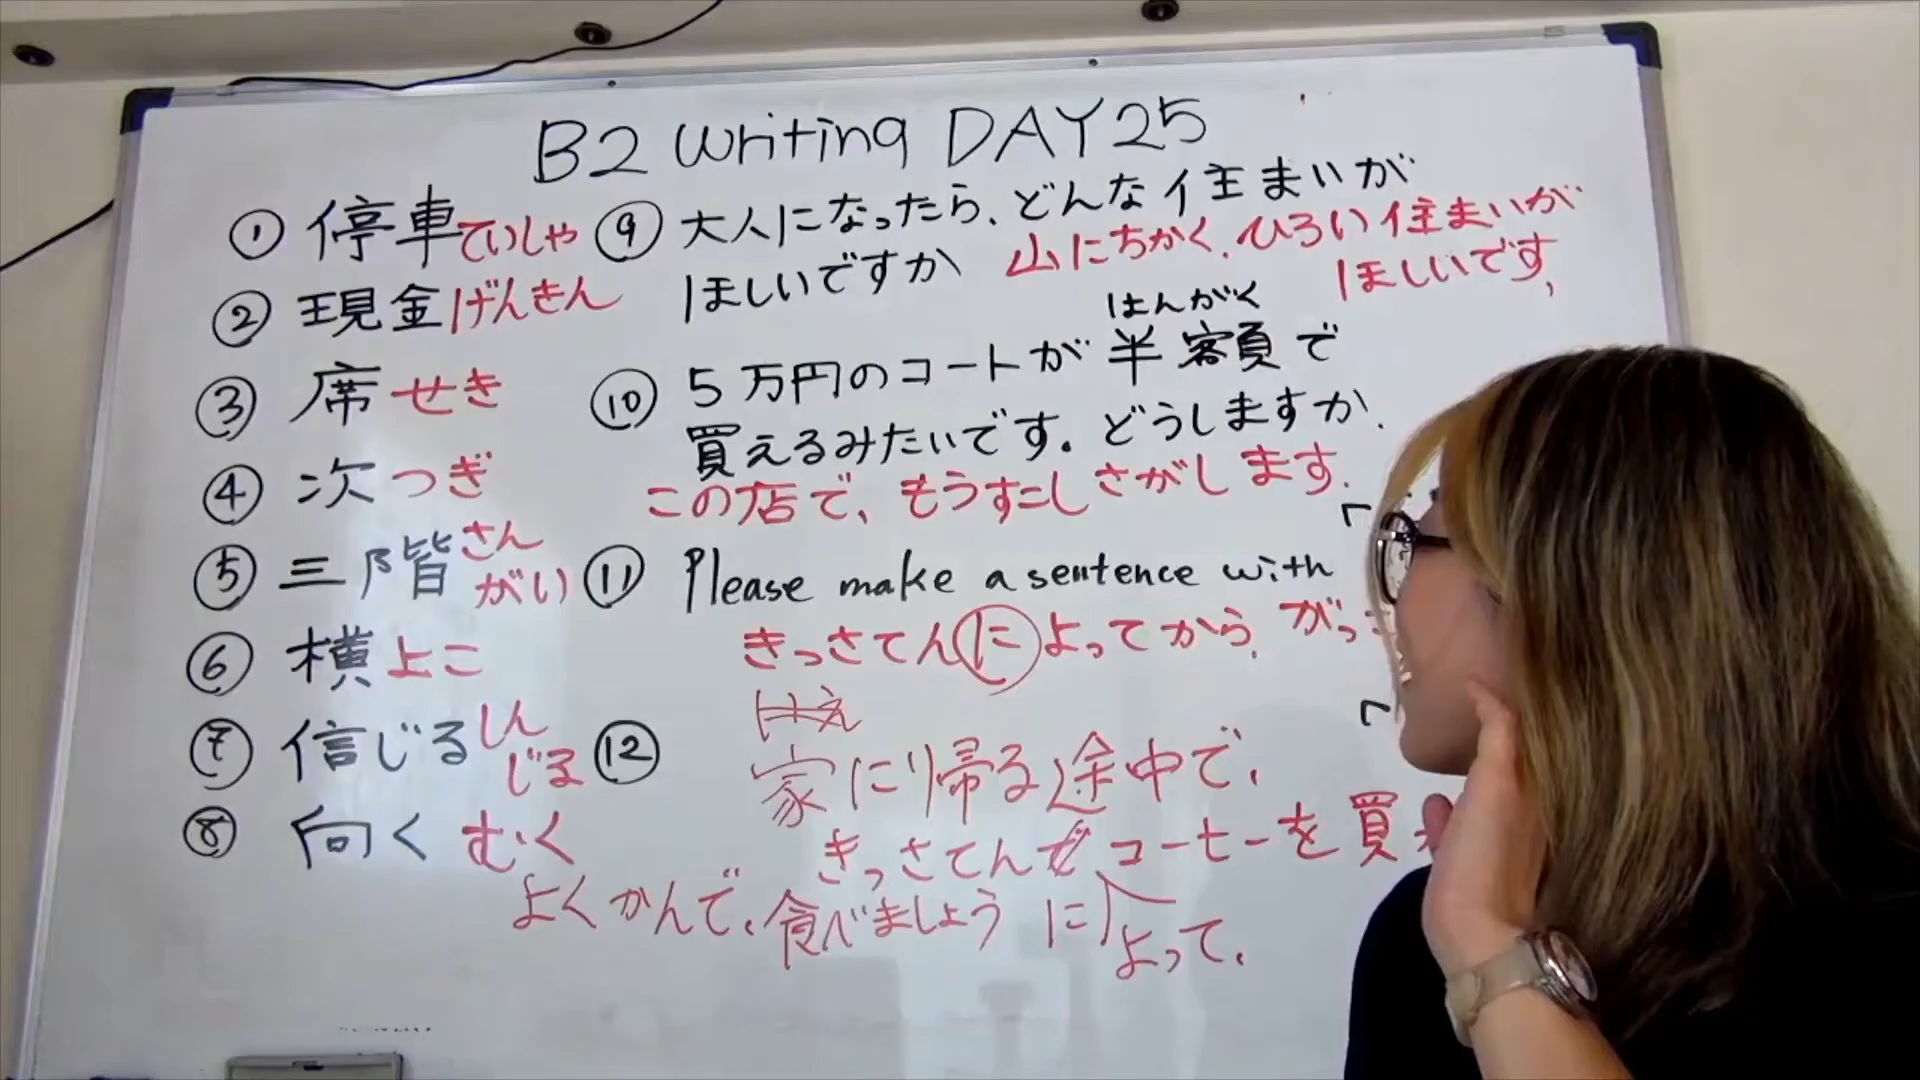 B2 Writing DAY 25
① 停車 ていしゃ
② 現金 げんきん
③ 席 せき
④ 次 つぎ
⑤ 三階 さん
がい
⑥ 横 よこ
⑦ 信じる しん
じる
⑧ 向く むく
⑨ 大人になったら、どんな住まいが
ほしいですか
山にちかく、ひろい住まいが
ほしいです、
はんがく
⑩ 5万円のコートが半額で
買えるみたいです。どうしますか.
この店で、もうすこしさがします.
⑪ Please make a sentence with 「
きっさてんによってから、がっこ
「
⑫
家に帰る途中で、
きっさてんで コーヒーを買
に よって、
よくかんで、食べましょう